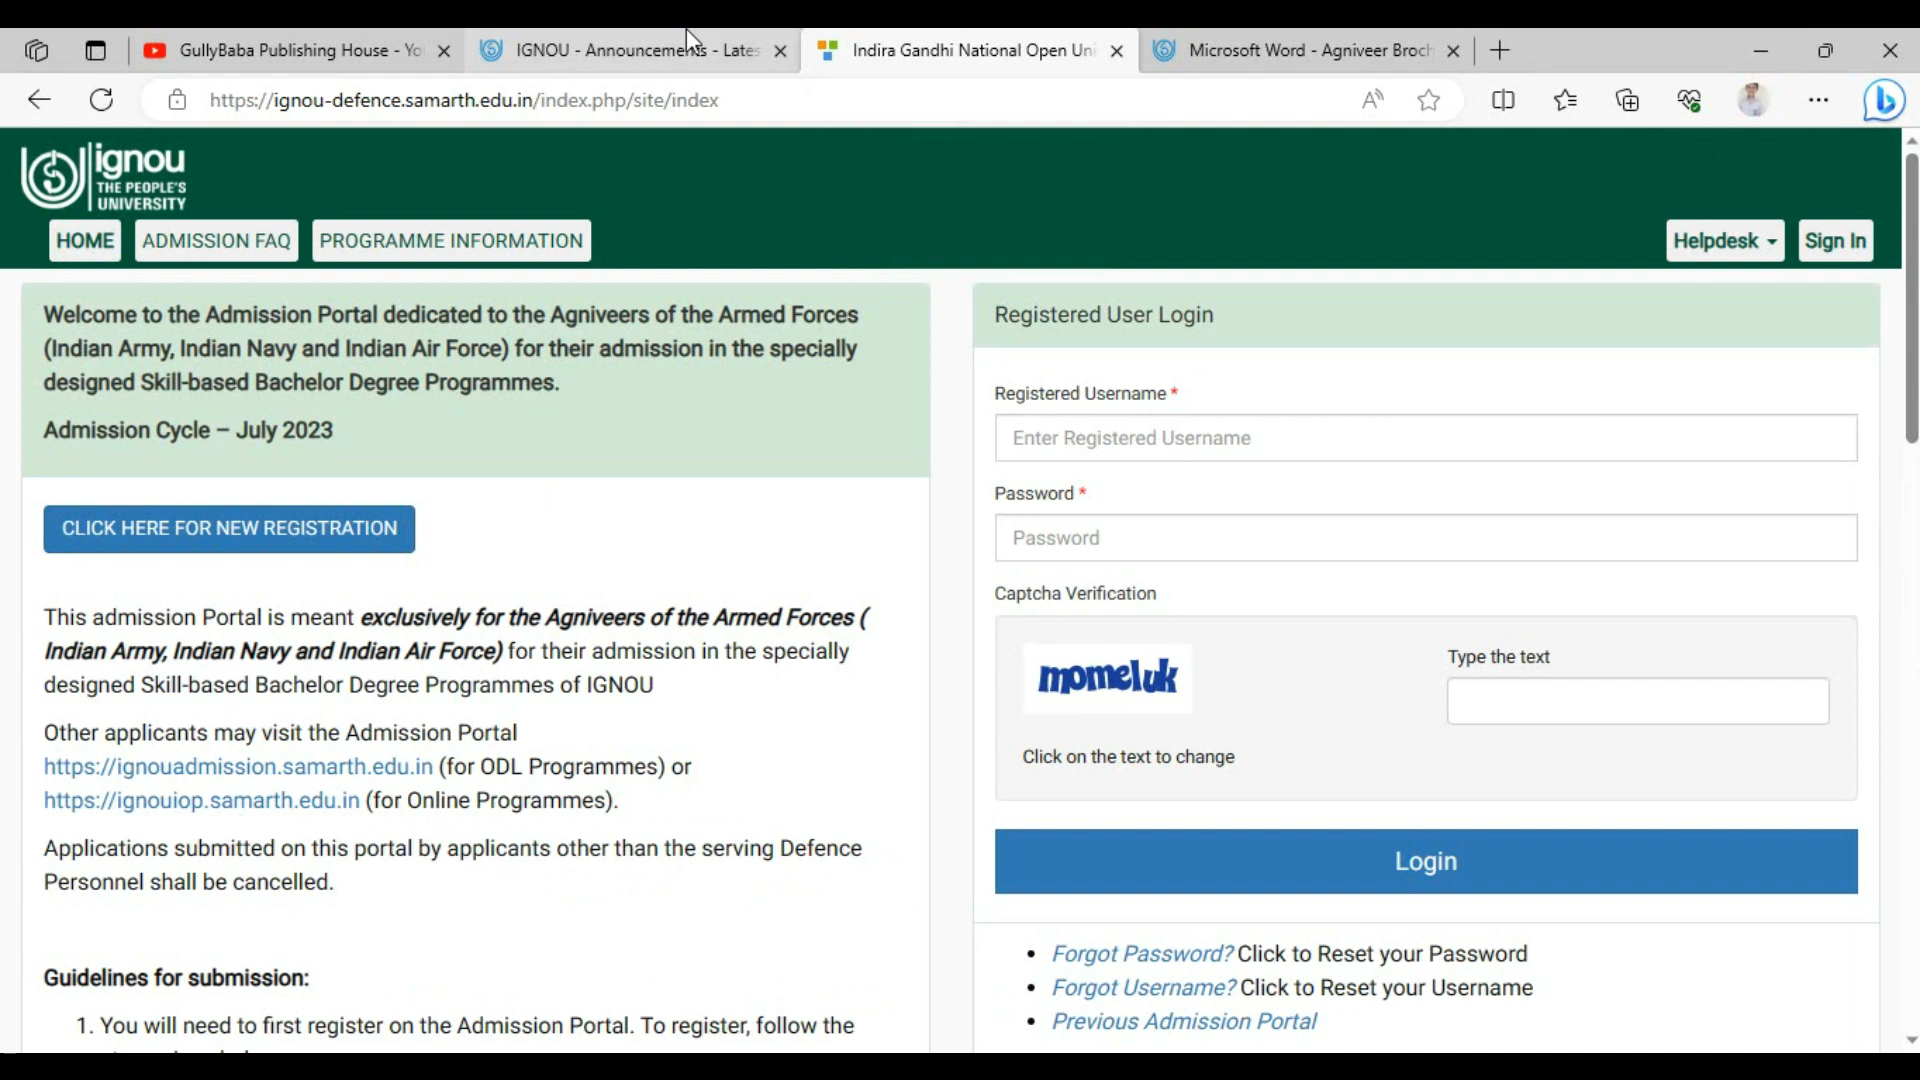 GullyBaba Publishing House - Yo
IGNOU - Announcements - Lates
Indira Gandhi National Open Uni
Microsoft Word - Agniveer Broch
https://ignou-defence.samarth.edu.in/index.php/site/index
ignou
THE PEOPLE'S
UNIVERSITY
HOME ADMISSION FAQ PROGRAMME INFORMATION
Helpdesk Sign In
Welcome to the Admission Portal dedicated to the Agniveers of the Armed Forces
(Indian Army, Indian Navy and Indian Air Force) for their admission in the specially
designed Skill-based Bachelor Degree Programmes.
Admission Cycle – July 2023
CLICK HERE FOR NEW REGISTRATION
This admission Portal is meant exclusively for the Agniveers of the Armed Forces (
Indian Army, Indian Navy and Indian Air Force) for their admission in the specially
designed Skill-based Bachelor Degree Programmes of IGNOU
Other applicants may visit the Admission Portal
https://ignouadmission.samarth.edu.in (for ODL Programmes) or
https://ignouiop.samarth.edu.in (for Online Programmes).
Applications submitted on this portal by applicants other than the serving Defence
Personnel shall be cancelled.
Guidelines for submission:
1. You will need to first register on the Admission Portal. To register, follow the
Registered User Login
Registered Username *
Enter Registered Username
Password *
Password
Captcha Verification
momeluk
Type the text
Click on the text to change
Login
• Forgot Password? Click to Reset your Password
• Forgot Username? Click to Reset your Username
• Previous Admission Portal